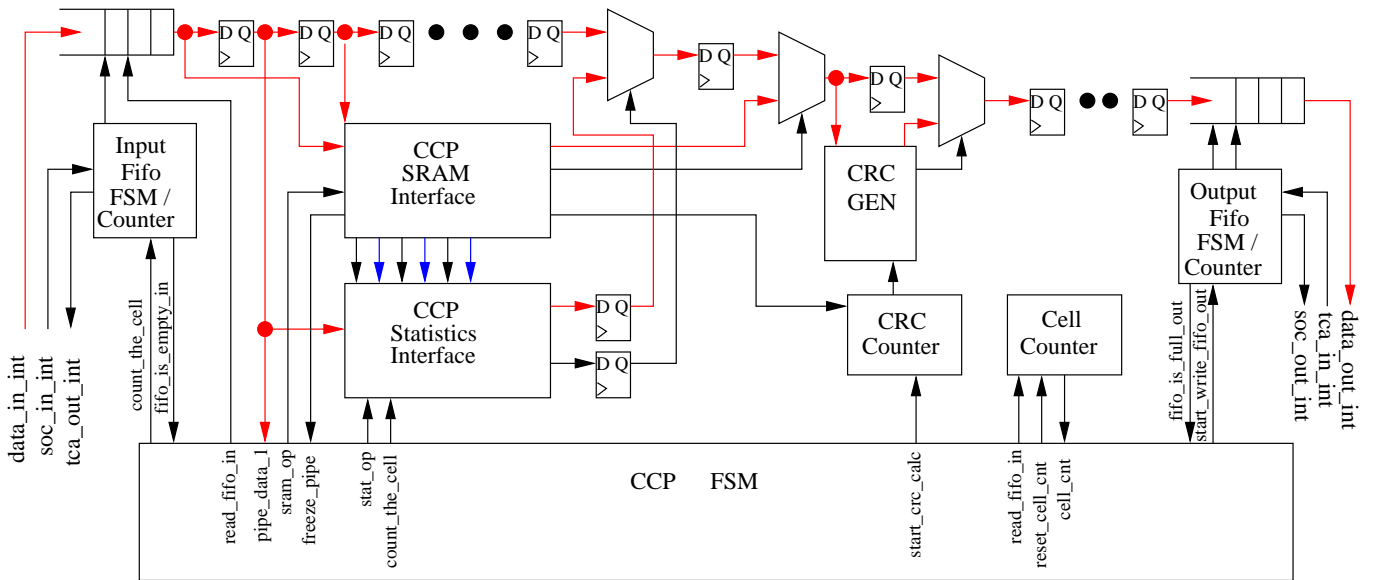 D Q
D Q
D Q
D Q
D Q
D Q
D Q
D Q
Input
Fifo
FSM /
Counter
CCP
SRAM
Interface
CRC
GEN
Output
Fifo
FSM /
Counter
CCP
Statistics
Interface
D Q
D Q
CRC
Counter
Cell
Counter
data_in_int
soc_in_int
tca_out_int
count_the_cell
fifo_is_empty_in
fifo_is_full_out
start_write_fifo_out
soc_out_int
tca_in_int
data_out_int
read_fifo_in
pipe_data_1
sram_op
freeze_pipe
stat_op
count_the_cell
CCP FSM
start_crc_calc
read_fifo_in
reset_cell_cnt
cell_cnt